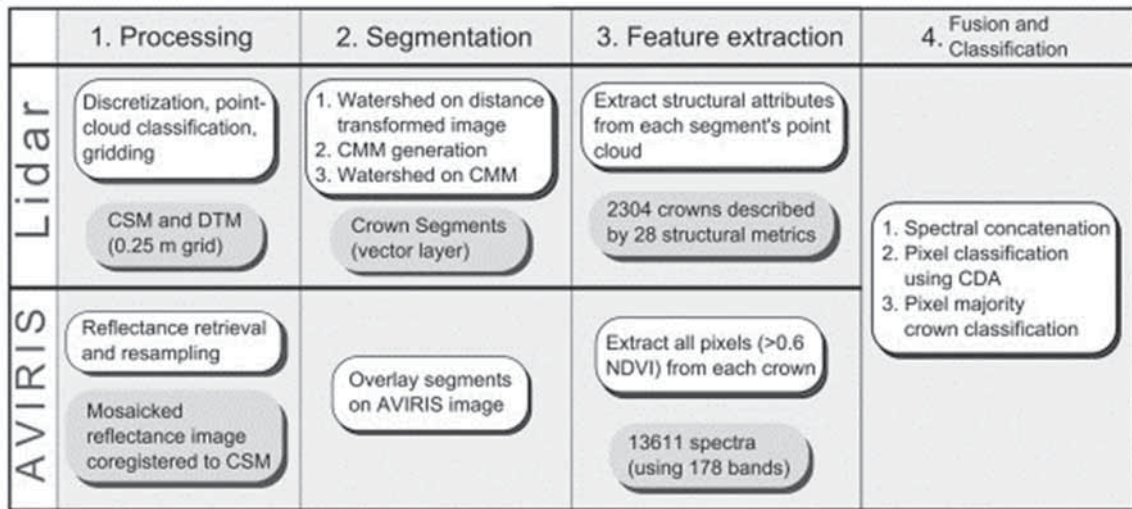 1. Processing
2. Segmentation
3. Feature extraction
4. Fusion and
Classification
Lidar
Discretization, point-
cloud classification,
gridding
CSM and DTM
(0.25 m grid)
1. Watershed on distance
transformed image
2. CMM generation
3. Watershed on CMM
Crown Segments
(vector layer)
Extract structural attributes
from each segment's point
cloud
2304 crowns described
by 28 structural metrics
AVIRIS
Reflectance retrieval
and resampling
Mosaicked
reflectance image
coregistered to CSM
Overlay segments
on AVIRIS image
Extract all pixels (>0.6
NDVI) from each crown
13611 spectra
(using 178 bands)
1. Spectral concatenation
2. Pixel classification
using CDA
3. Pixel majority
crown classification